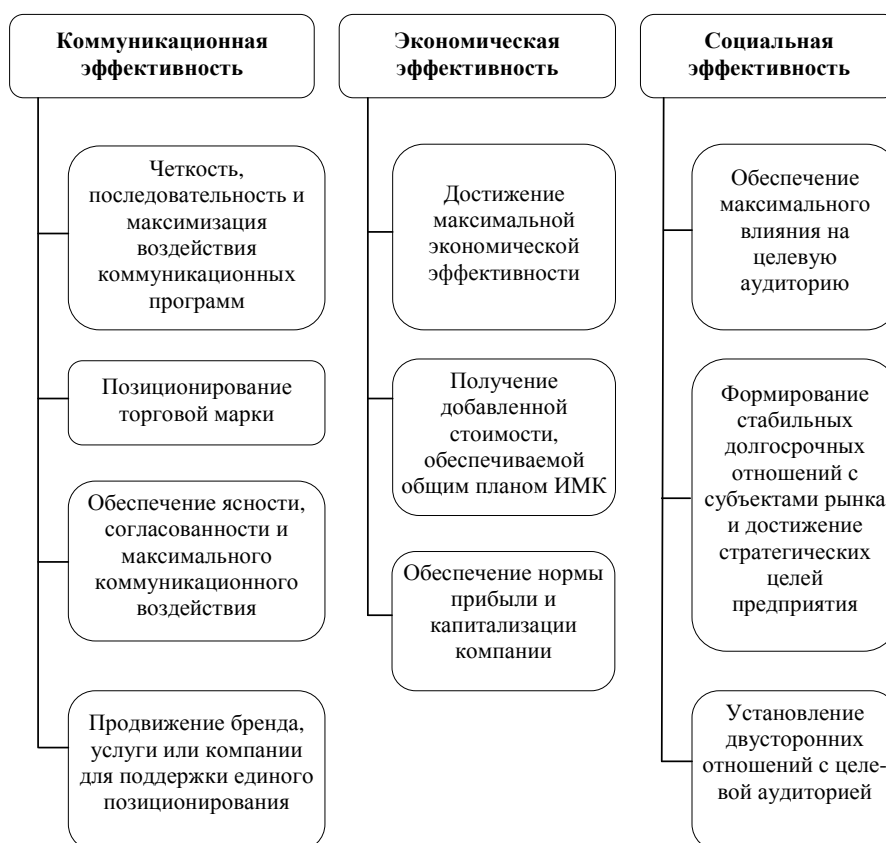 Коммуникационная
эффективность
Четкость,
последовательность и
максимизация
воздействия
коммуникационных
программ
Позиционирование
торговой марки
Обеспечение ясности,
согласованности и
максимального
коммуникационного
воздействия
Продвижение бренда,
услуги или компании
для поддержки единого
позиционирования
Экономическая
эффективность
Достижение
максимальной
экономической
эффективности
Получение
добавленной
стоимости,
обеспечиваемой
общим планом ИМК
Обеспечение нормы
прибыли и
капитализации
компании
Социальная
эффективность
Обеспечение
максимального
влияния на
целевую
аудиторию
Формирование
стабильных
долгосрочных
отношений с
субъектами рынка
и достижение
стратегических
целей
предприятия
Установление
двусторонних
отношений с целе-
вой аудиторией